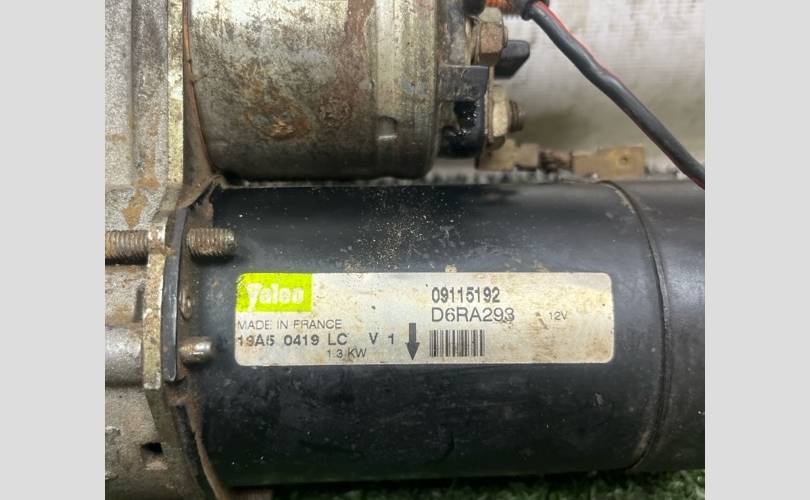 Valeo
09115192
MADE IN FRANCE
D6RA293
12V
19A5 0419 LC V 1
1.3 KW